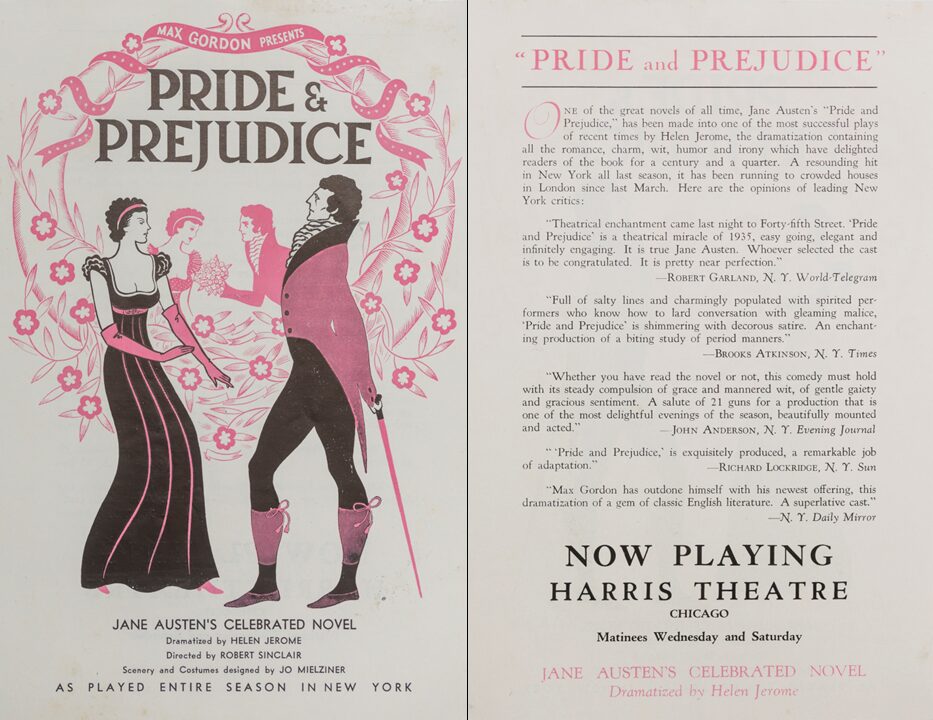 MAX GORDON PRESENTS
PRIDE &
PREJUDICE
JANE AUSTEN'S CELEBRATED NOVEL
Dramatized by HELEN JEROME
Directed by ROBERT SINCLAIR
Scenery and Costumes designed by JO MIELZINER
AS PLAYED ENTIRE SEASON IN NEW YORK
"PRIDE and PREJUDICE"
ONE of the great novels of all time, Jane Austen's "Pride and
Prejudice," has been made into one of the most successful plays
of recent times by Helen Jerome, the dramatization containing
all the romance, charm, wit, humor and irony which have delighted
readers of the book for a century and a quarter. A resounding hit
in New York all last season, it has been running to crowded houses
in London since last March. Here are the opinions of leading New
York critics:
"Theatrical enchantment came last night to Forty-fifth Street. 'Pride
and Prejudice' is a theatrical miracle of 1935, easy going, elegant and
infinitely engaging. It is true Jane Austen. Whoever selected the cast
is to be congratulated. It is pretty near perfection."
—ROBERT GARLAND, N. Y. World-Telegram
"Full of salty lines and charmingly populated with spirited per-
formers who know how to lard conversation with gleaming malice,
'Pride and Prejudice' is shimmering with decorous satire. An enchant-
ing production of a biting study of period manners."
—BROOKS ATKINSON, N. Y. Times
"Whether you have read the novel or not, this comedy must hold
with its steady compulsion of grace and mannered wit, of gentle gaiety
and gracious sentiment. A salute of 21 guns for a production that is
one of the most delightful evenings of the season, beautifully mounted
and acted." —JOHN ANDERSON, N. Y. Evening Journal
" 'Pride and Prejudice,' is exquisitely produced, a remarkable job
of adaptation." —RICHARD LOCKRIDGE, N. Y. Sun
"Max Gordon has outdone himself with his newest offering, this
dramatization of a gem of classic English literature. A superlative cast."
—N. Y. Daily Mirror
NOW PLAYING
HARRIS THEATRE
CHICAGO
Matinees Wednesday and Saturday
JANE AUSTEN'S CELEBRATED NOVEL
Dramatized by Helen Jerome